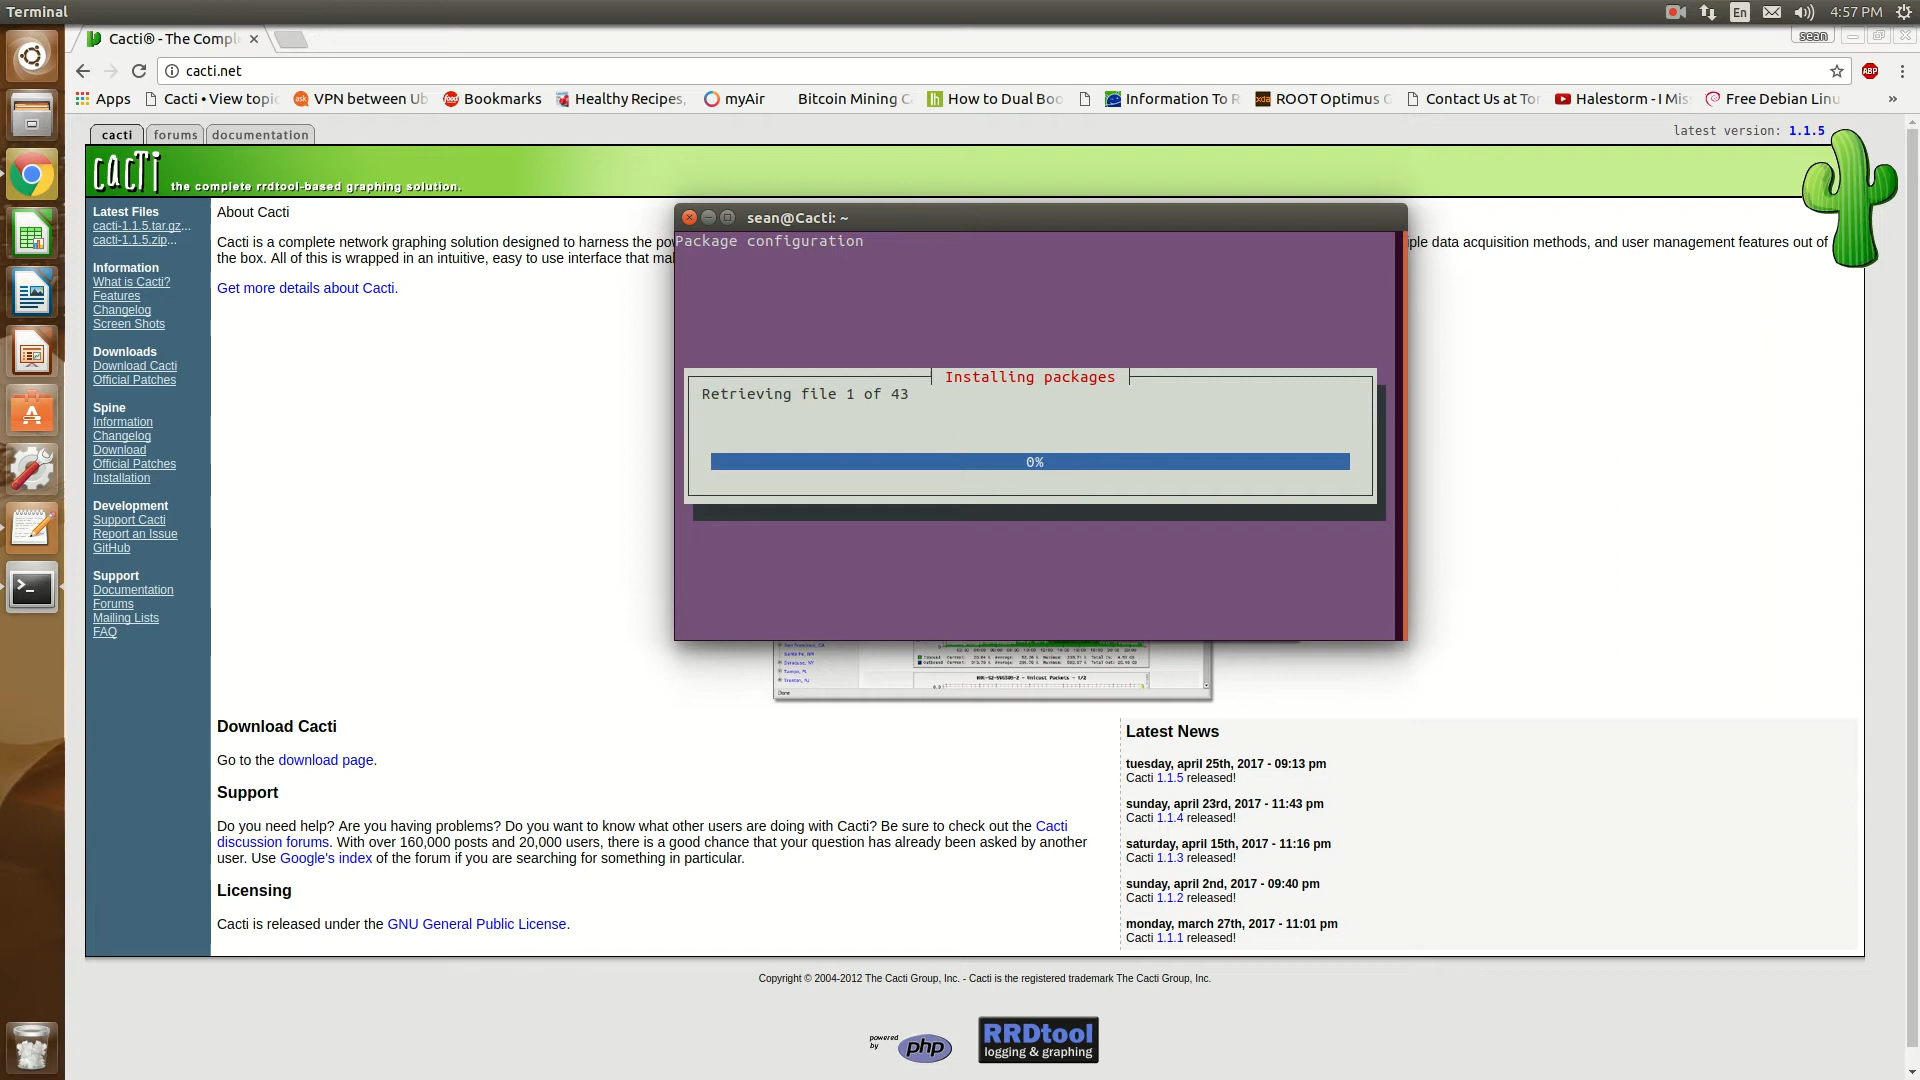 Terminal
En
4:57 PM
Cacti® - The Comple
sean
cacti.net
ABP
Apps
Cacti • View topic
VPN between Ub
Bookmarks
Healthy Recipes,
myAir
Bitcoin Mining Ca
How to Dual Boo
Information To R
ROOT Optimus G
Contact Us at Tor
Halestorm - I Mis
Free Debian Linu
»
cacti
forums
documentation
latest version: 1.1.5
cacti
the complete rrdtool-based graphing solution.
Latest Files
cacti-1.1.5.tar.gz...
cacti-1.1.5.zip...
Information
What is Cacti?
Features
Changelog
Screen Shots
Downloads
Download Cacti
Official Patches
Spine
Information
Changelog
Download
Official Patches
Installation
Development
Support Cacti
Report an Issue
GitHub
Support
Documentation
Forums
Mailing Lists
FAQ
About Cacti
Cacti is a complete network graphing solution designed to harness the po
ple data acquisition methods, and user management features out of
the box. All of this is wrapped in an intuitive, easy to use interface that ma
Get more details about Cacti.
sean@Cacti: ~
Package configuration
Installing packages
Retrieving file 1 of 43
0%
Download Cacti
Go to the download page.
Support
Do you need help? Are you having problems? Do you want to know what other users are doing with Cacti? Be sure to check out the Cacti
discussion forums. With over 160,000 posts and 20,000 users, there is a good chance that your question has already been asked by another
user. Use Google's index of the forum if you are searching for something in particular.
Licensing
Cacti is released under the GNU General Public License.
Latest News
tuesday, april 25th, 2017 - 09:13 pm
Cacti 1.1.5 released!
sunday, april 23rd, 2017 - 11:43 pm
Cacti 1.1.4 released!
saturday, april 15th, 2017 - 11:16 pm
Cacti 1.1.3 released!
sunday, april 2nd, 2017 - 09:40 pm
Cacti 1.1.2 released!
monday, march 27th, 2017 - 11:01 pm
Cacti 1.1.1 released!
Copyright © 2004-2012 The Cacti Group, Inc. - Cacti is the registered trademark The Cacti Group, Inc.
powered
by
php
RRDtool
logging & graphing